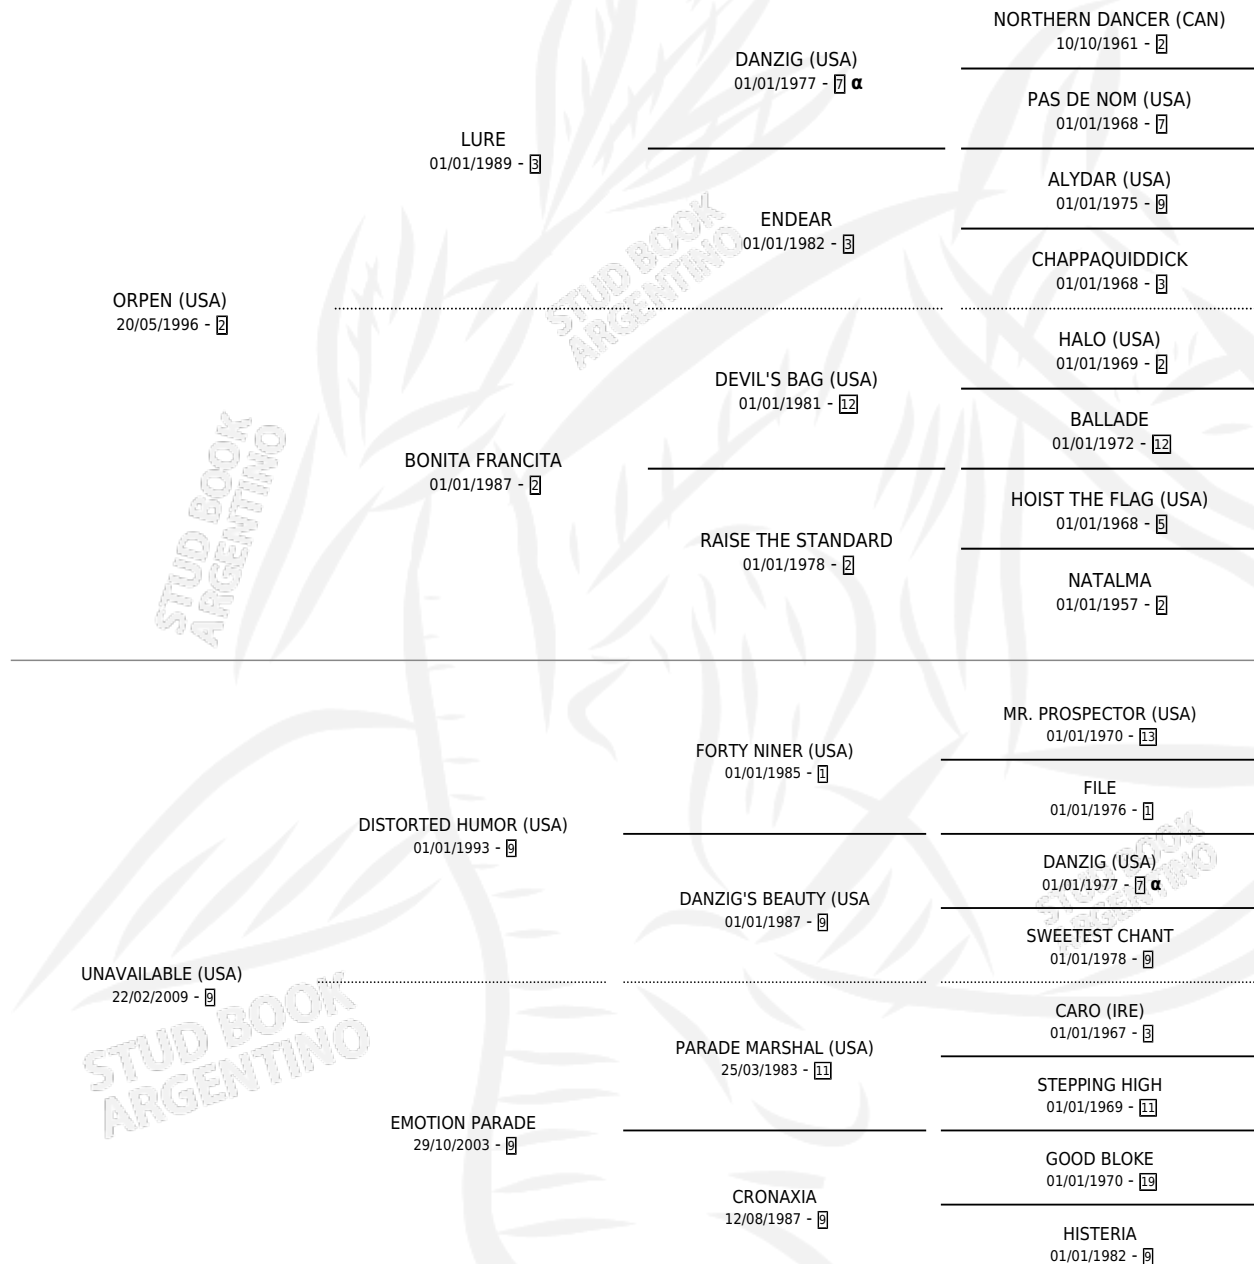 NORTHERN DANCER (CAN)
10/10/1961 - 2
DANZIG (USA)
01/01/1977 - 7 α
PAS DE NOM (USA)
01/01/1968 - 7
LURE
01/01/1989 - 3
ALYDAR (USA)
01/01/1975 - 9
ENDEAR
01/01/1982 - 3
CHAPPAQUIDDICK
01/01/1968 - 3
ORPEN (USA)
20/05/1996 - 2
HALO (USA)
01/01/1969 - 2
DEVIL'S BAG (USA)
01/01/1981 - 12
BALLADE
01/01/1972 - 12
BONITA FRANCITA
01/01/1987 - 2
HOIST THE FLAG (USA)
01/01/1968 - 5
RAISE THE STANDARD
01/01/1978 - 2
NATALMA
01/01/1957 - 2
MR. PROSPECTOR (USA)
01/01/1970 - 13
FORTY NINER (USA)
01/01/1985 - 1
FILE
01/01/1976 - 1
DISTORTED HUMOR (USA)
01/01/1993 - 9
DANZIG (USA)
01/01/1977 - 7 α
DANZIG'S BEAUTY (USA
01/01/1987 - 9
SWEETEST CHANT
01/01/1978 - 9
UNAVAILABLE (USA)
22/02/2009 - 9
CARO (IRE)
01/01/1967 - 3
PARADE MARSHAL (USA)
25/03/1983 - 11
STEPPING HIGH
01/01/1969 - 11
EMOTION PARADE
29/10/2003 - 9
GOOD BLOKE
01/01/1970 - 19
CRONAXIA
12/08/1987 - 9
HISTERIA
01/01/1982 - 9
STUD BOOK
ARGENTINO
STUD BOOK
ARGENTINO
STUD BOOK
ARGENTINO
STUD BOOK
ARGENTINO